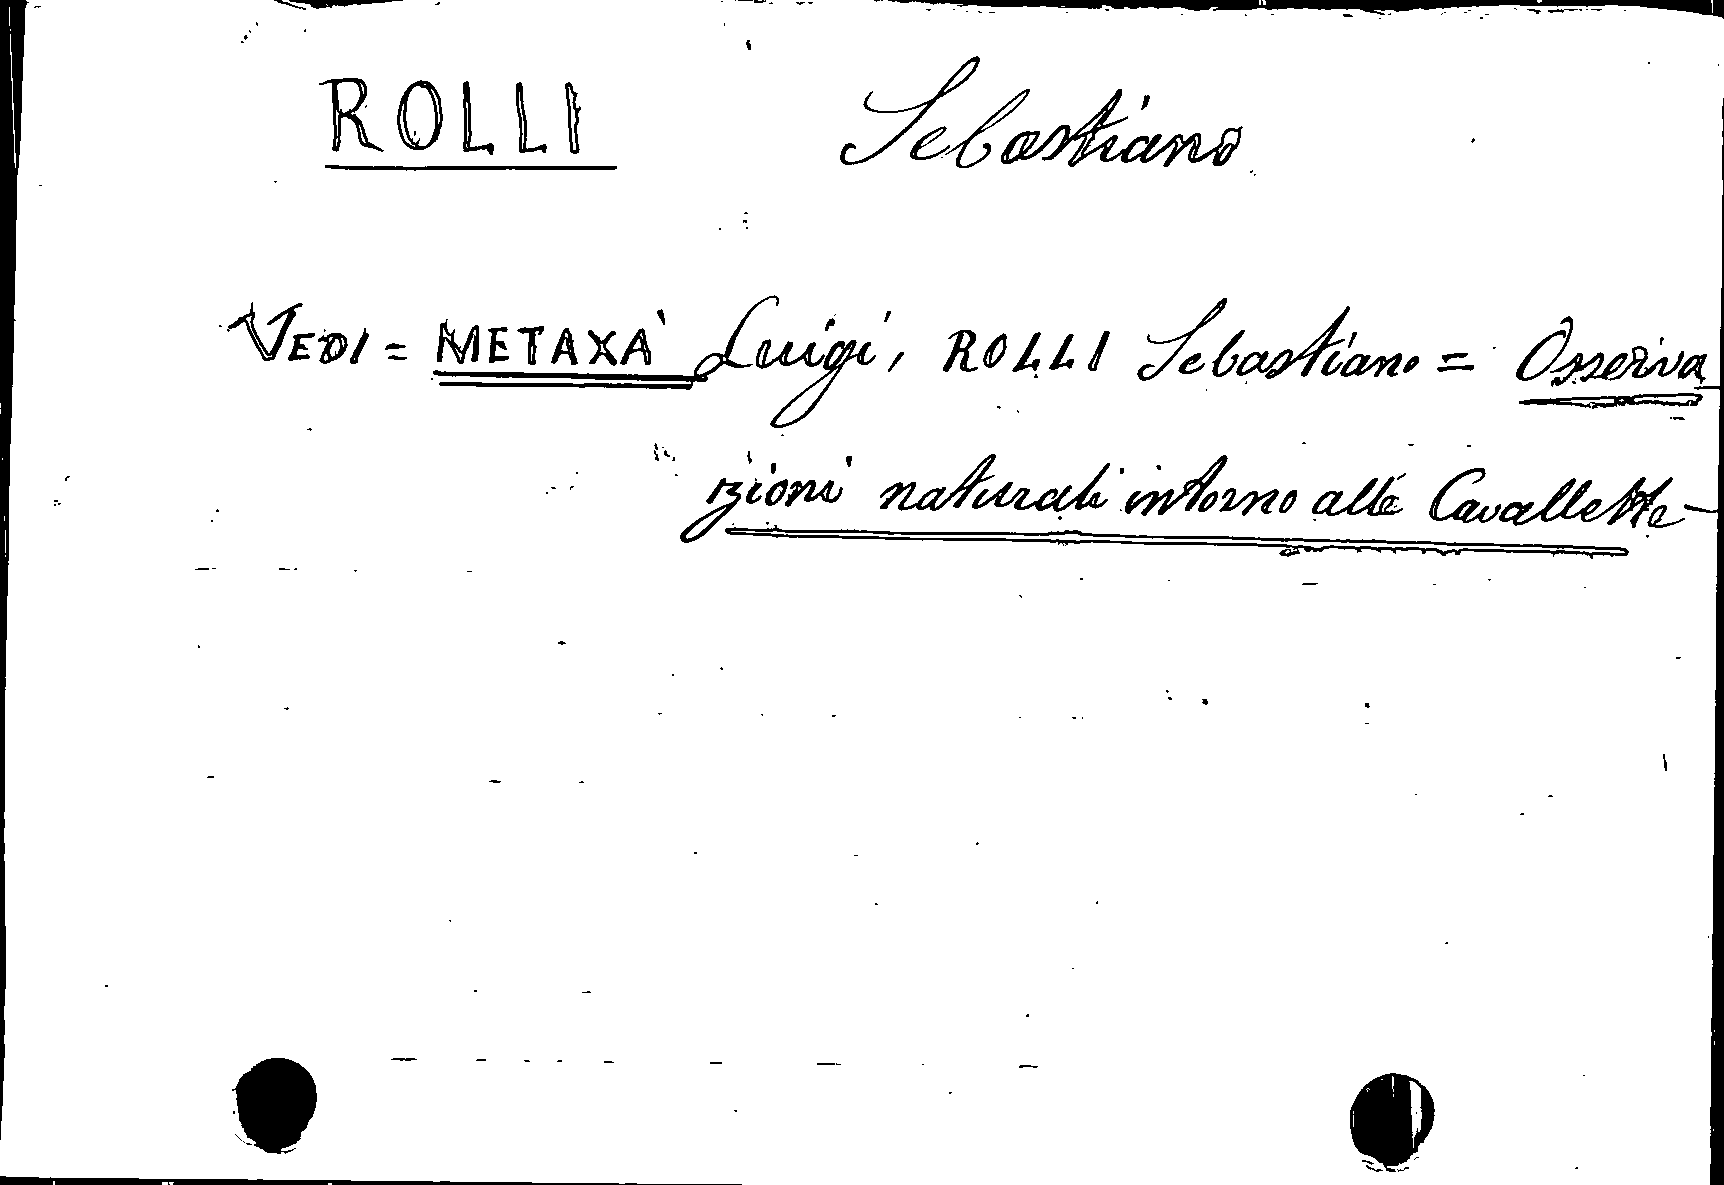 ROLLI Sebastiano
VEDI = METAXA' Luigi, ROLLI Sebastiano = Osserva
zioni naturali intorno alle Cavallette -